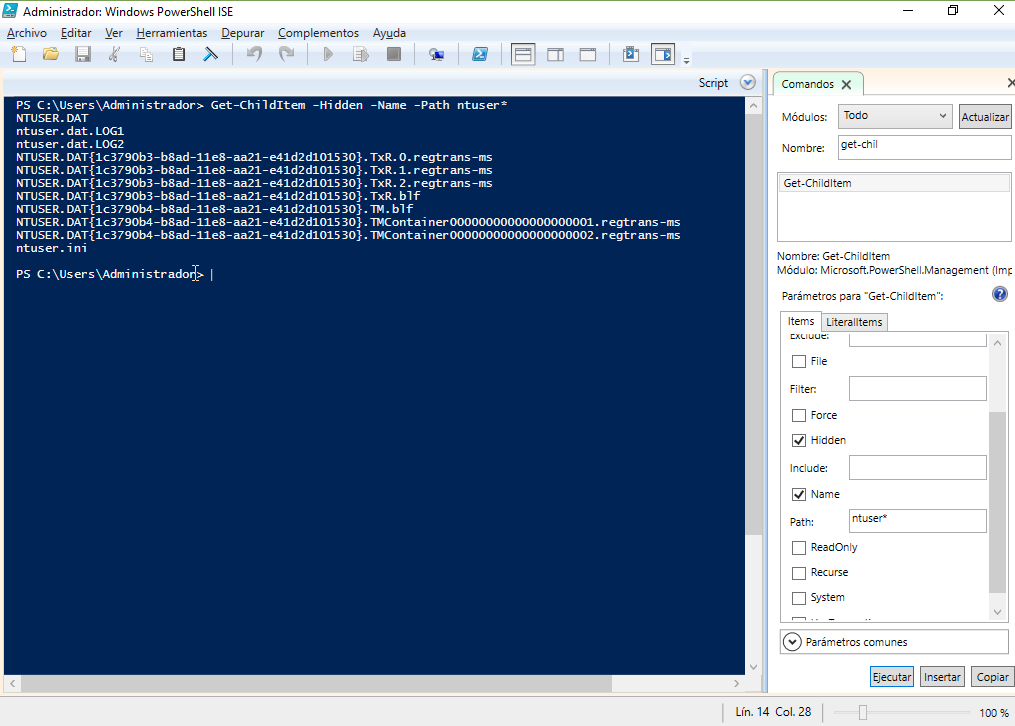 Administrador: Windows PowerShell ISE
Archivo Editar Ver Herramientas Depurar Complementos Ayuda
Script
PS C:\Users\Administrador> Get-ChildItem -Hidden -Name -Path ntuser*
NTUSER.DAT
ntuser.dat.LOG1
ntuser.dat.LOG2
NTUSER.DAT{1c3790b3-b8ad-11e8-aa21-e41d2d101530}.TxR.0.regtrans-ms
NTUSER.DAT{1c3790b3-b8ad-11e8-aa21-e41d2d101530}.TxR.1.regtrans-ms
NTUSER.DAT{1c3790b3-b8ad-11e8-aa21-e41d2d101530}.TxR.2.regtrans-ms
NTUSER.DAT{1c3790b3-b8ad-11e8-aa21-e41d2d101530}.TxR.blf
NTUSER.DAT{1c3790b4-b8ad-11e8-aa21-e41d2d101530}.TM.blf
NTUSER.DAT{1c3790b4-b8ad-11e8-aa21-e41d2d101530}.TMContainer00000000000000000001.regtrans-ms
NTUSER.DAT{1c3790b4-b8ad-11e8-aa21-e41d2d101530}.TMContainer00000000000000000002.regtrans-ms
ntuser.ini
PS C:\Users\Administrador>
Comandos
Módulos: Todo Actualizar
Nombre: get-chil
Get-ChildItem
Nombre: Get-ChildItem
Módulo: Microsoft.PowerShell.Management (Imp
Parámetros para "Get-ChildItem":
Items LiteralItems
Exclude:
File
Filter:
Force
Hidden
Include:
Name
Path: ntuser*
ReadOnly
Recurse
System
Parámetros comunes
Ejecutar Insertar Copiar
Lín. 14 Col. 28 100 %